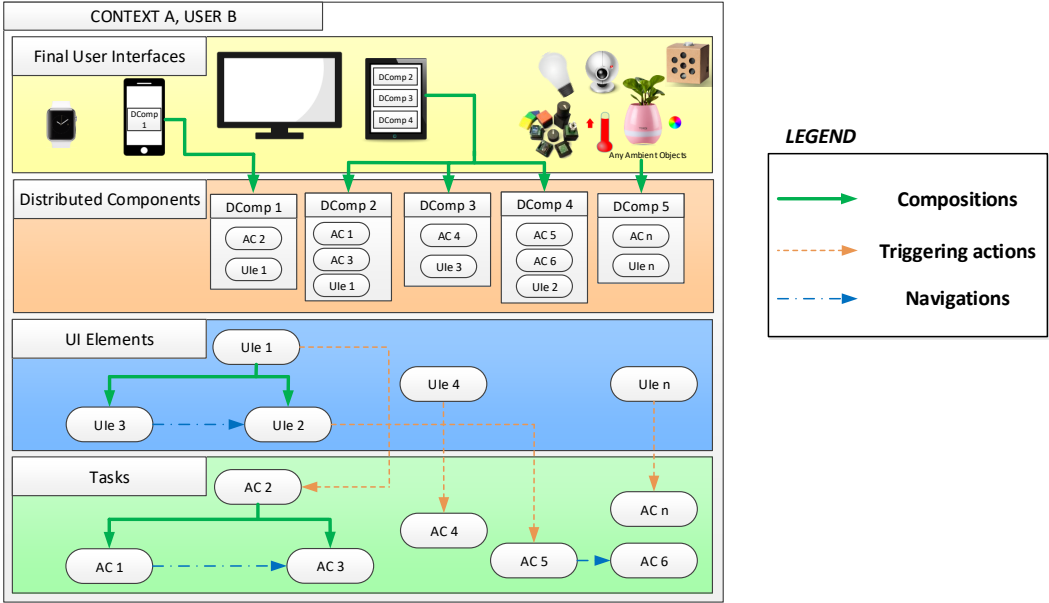 CONTEXT A, USER B
Final User Interfaces
DComp
1
DComp 2
DComp 3
DComp 4
Any Ambient Objects
Distributed Components
DComp 1
AC 2
UIe 1
DComp 2
AC 1
AC 3
UIe 1
DComp 3
AC 4
UIe 3
DComp 4
AC 5
AC 6
UIe 2
DComp 5
AC n
UIe n
UI Elements
UIe 1
UIe 4
UIe n
UIe 3
UIe 2
Tasks
AC 2
AC n
AC 4
AC 1
AC 3
AC 5
AC 6
LEGEND
Compositions
Triggering actions
Navigations